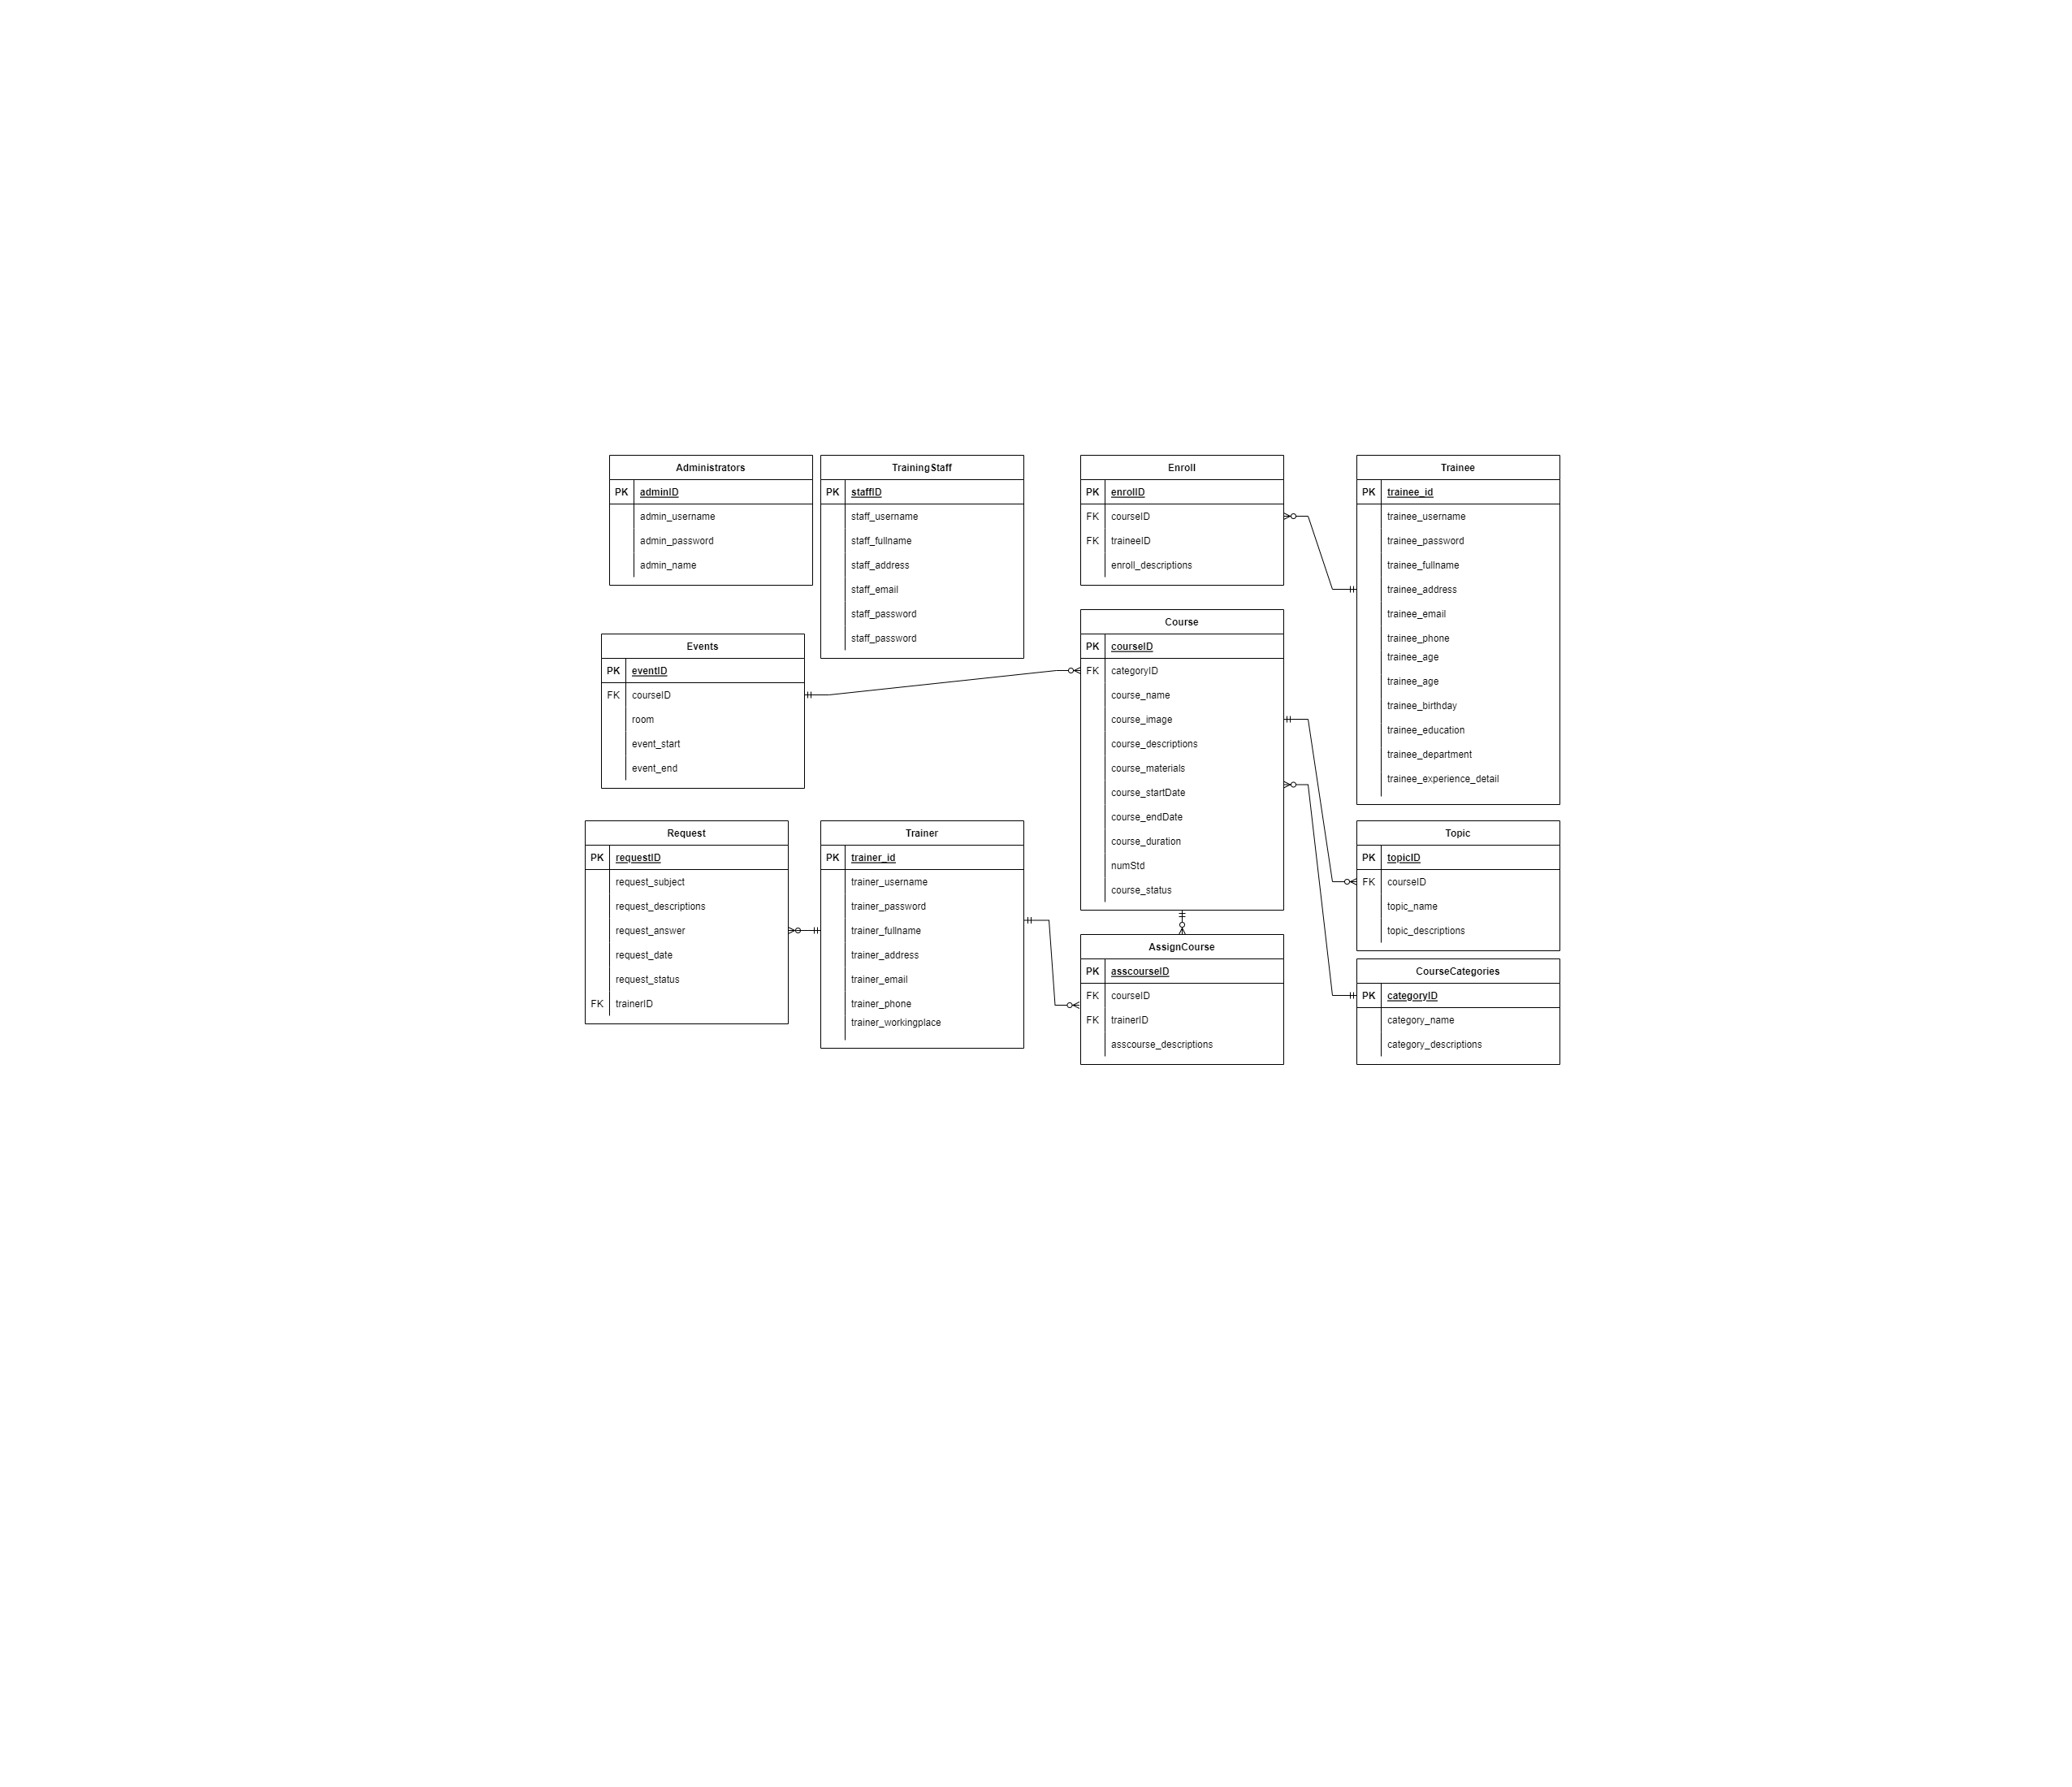 Administrators
PK adminID
admin_username
admin_password
admin_name
TrainingStaff
PK staffID
staff_username
staff_fullname
staff_address
staff_email
staff_password
staff_password
Enroll
PK enrolID
FK courseID
FK traineeID
enroll_descriptions
Trainee
PK trainee_id
trainee_username
trainee_password
trainee_fullname
trainee_address
trainee_email
trainee_phone
trainee_age
trainee_age
trainee_birthday
trainee_education
trainee_department
trainee_experience_detail
Events
PK eventID
FK courseID
room
event_start
event_end
Course
PK courseID
FK categoryID
course_name
course_image
course_descriptions
course_materials
course_startDate
course_endDate
course_duration
numStd
course_status
Request
PK requestID
request_subject
request_descriptions
request_answer
request_date
request_status
FK trainerID
Trainer
PK trainer_id
trainer_username
trainer_password
trainer_fullname
trainer_address
trainer_email
trainer_phone
trainer_workingplace
AssignCourse
PK asscourseID
FK courseID
FK trainerID
asscourse_descriptions
Topic
PK topicID
FK courseID
topic_name
topic_descriptions
CourseCategories
PK categoryID
category_name
category_descriptions